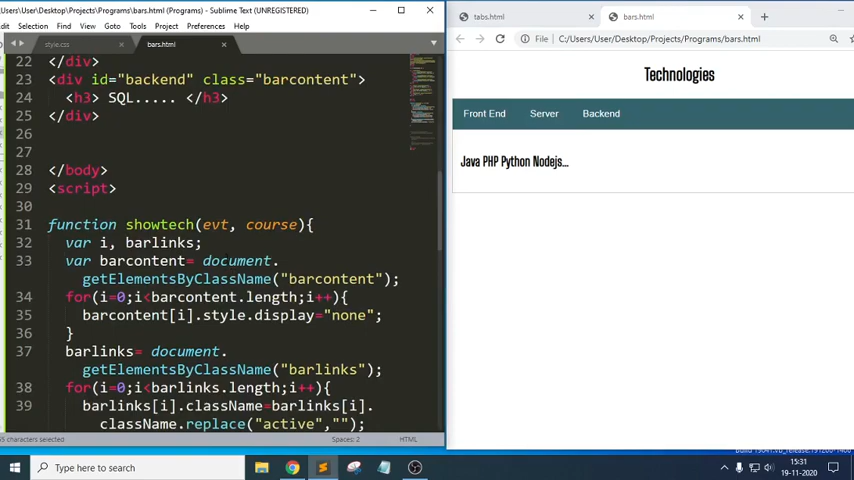 Users\User\Desktop\Projects\Programs\bars.html (Programs) - Sublime Text (UNREGISTERED)
Edit Selection Find View Goto Tools Project Preferences Help
style.css
bars.html
22 </div>
23 <div id="backend" class="barcontent">
24 <h3> SQL..... </h3>
25 </div>
26
27
28 </body>
29 <script>
30
31 function showtech(evt, course){
32 var i, barlinks;
33 var barcontent= document.
getElementsByClassName("barcontent");
34 for(i=0;i<barcontent.length;i++){
35 barcontent[i].style.display="none";
36 }
37 barlinks= document.
getElementsByClassName("barlinks");
38 for(i=0;i<barlinks.length;i++){
39 barlinks[i].className=barlinks[i].
className.replace("active","");
characters selected
Spaces: 2
HTML
tabs.html
bars.html
File
C:/Users/User/Desktop/Projects/Programs/bars.html
Technologies
Front End
Server
Backend
Java PHP Python Nodejs...
Type here to search
15:31
19-11-2020